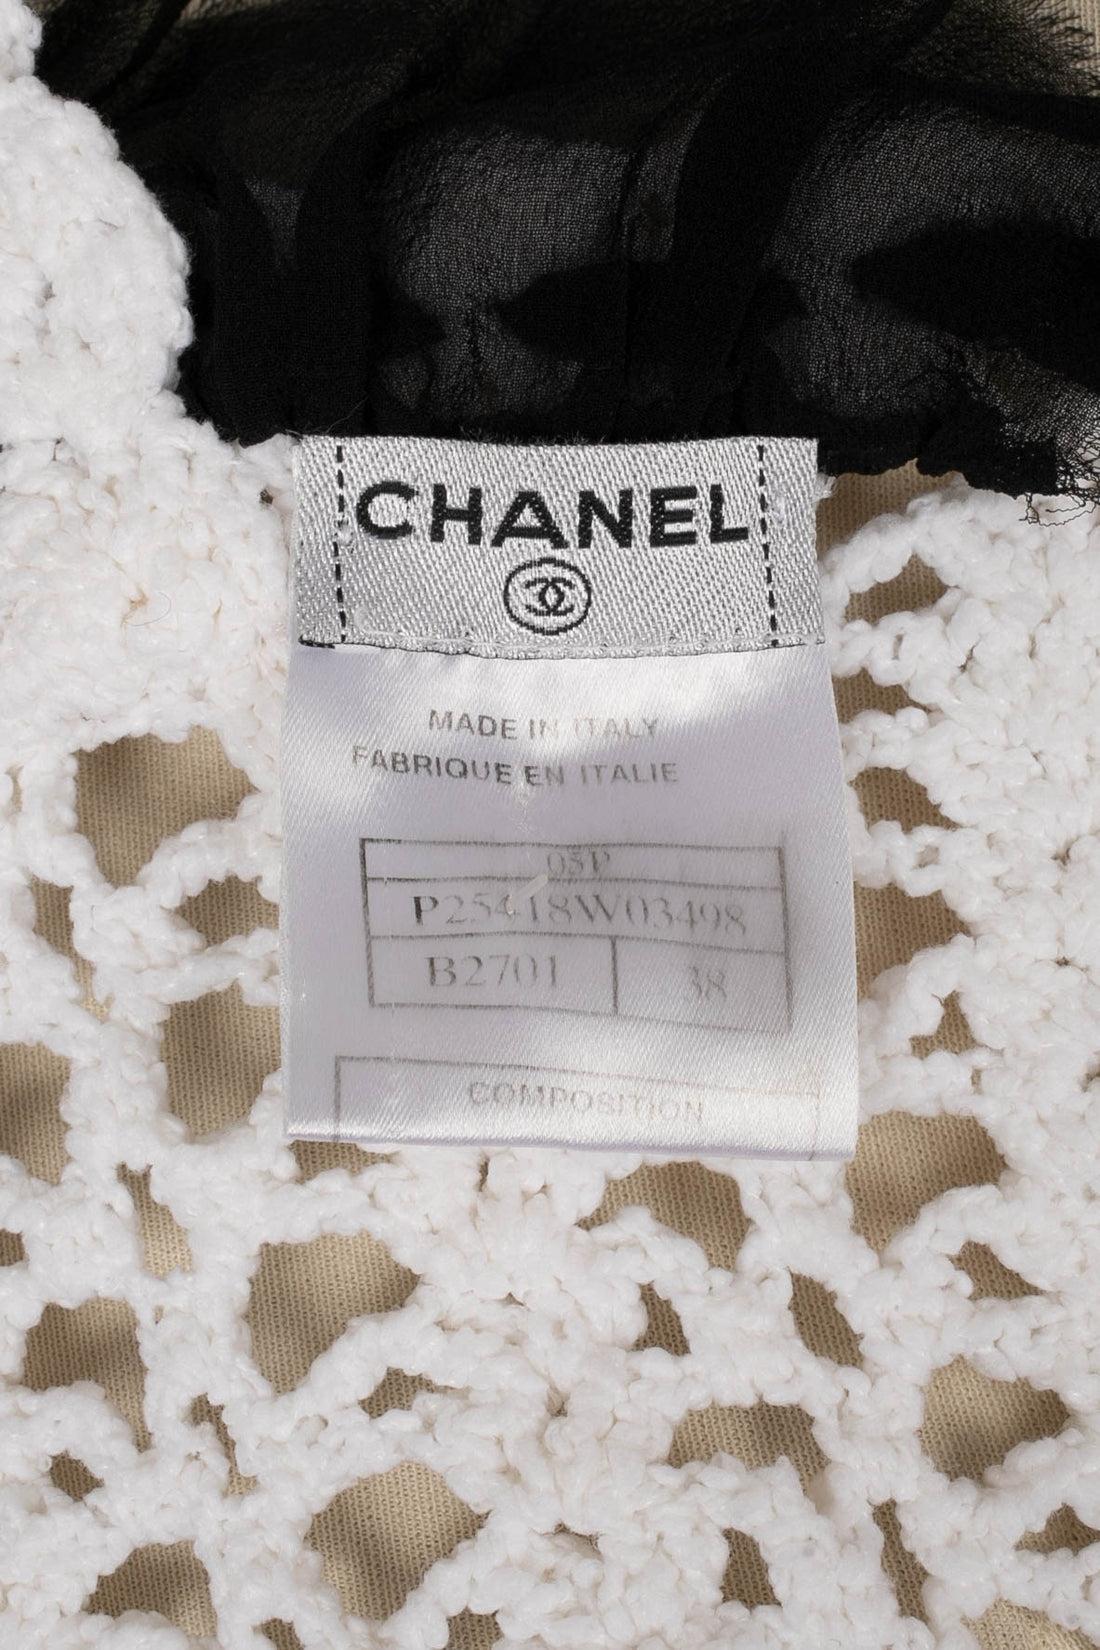 CHANEL
MADE IN ITALY
FABRIQUE EN ITALIE
05P
P25418W03498
B2701 38
COMPOSITION